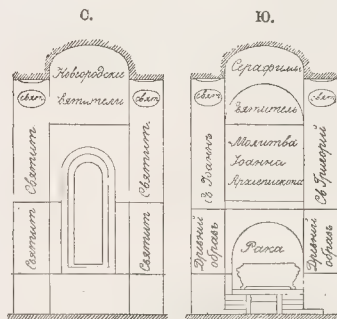 С.
Новгородскіе
святители
свят.
свят.
Святит.
Святит.
Святит
Святит
Ю.
Серафимы
свят.
свят.
Святитель
Молитва
Іоанна
Архіепископа
Св Іоаннъ
Св Григорій
Древній
образъ
Рака
Древній
образъ